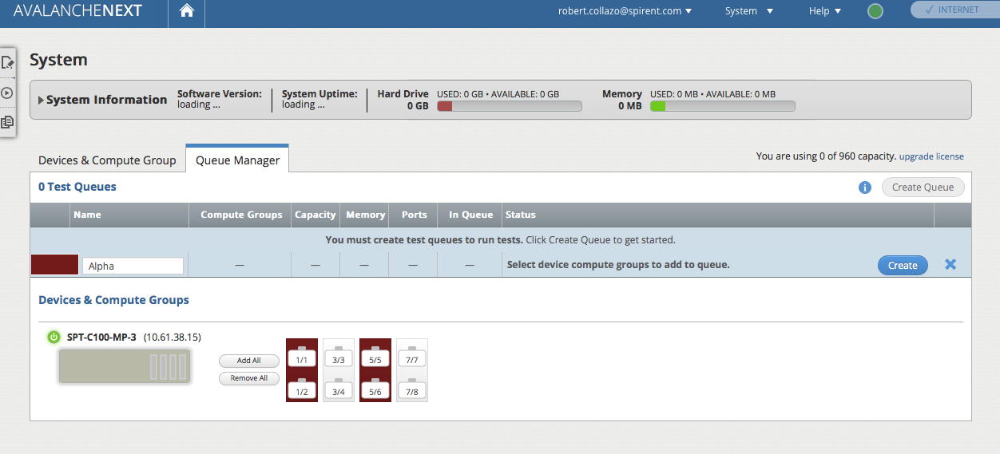 AVALANCHENEXT
robert.collazo@spirent.com
System
Help
INTERNET
System
System Information
Software Version:
loading ...
System Uptime:
loading ...
Hard Drive
0 GB
USED: 0 GB • AVAILABLE: 0 GB
Memory
0 MB
USED: 0 MB • AVAILABLE: 0 MB
Devices & Compute Group
Queue Manager
You are using 0 of 960 capacity. upgrade license
0 Test Queues
Create Queue
Name Compute Groups Capacity Memory Ports In Queue Status
You must create test queues to run tests. Click Create Queue to get started.
Alpha — — — — — Select device compute groups to add to queue. Create
Devices & Compute Groups
SPT-C100-MP-3 (10.61.38.15)
Add All
Remove All
1/1 3/3 5/5 7/7
1/2 3/4 5/6 7/8